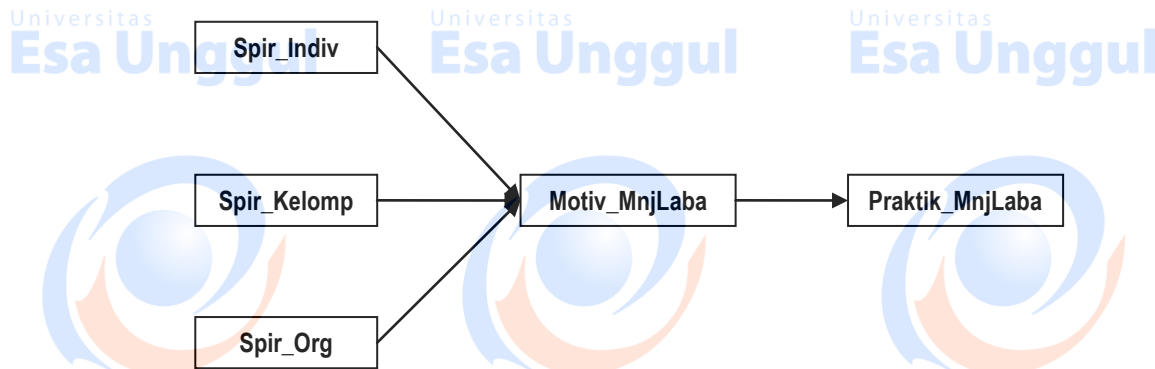 Universitas Universitas Universitas
Esa Unggul Esa Unggul Esa Unggul
Spir_Indiv
Spir_Kelomp Motiv_MnjLaba Praktik_MnjLaba
Spir_Org